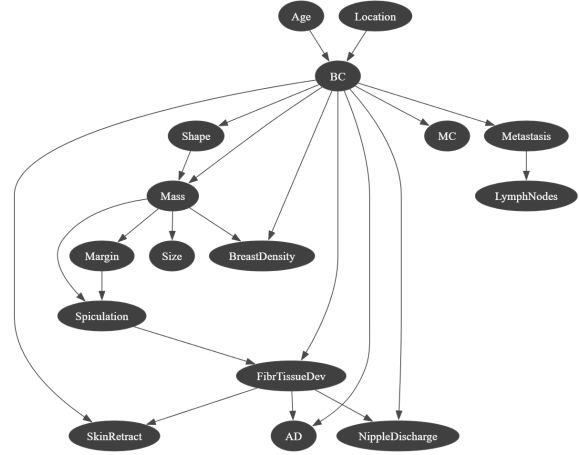 Age
Location
BC
Shape
MC
Metastasis
Mass
LymphNodes
Margin
Size
BreastDensity
Spiculation
FibrTissueDev
SkinRetract
AD
NippleDischarge